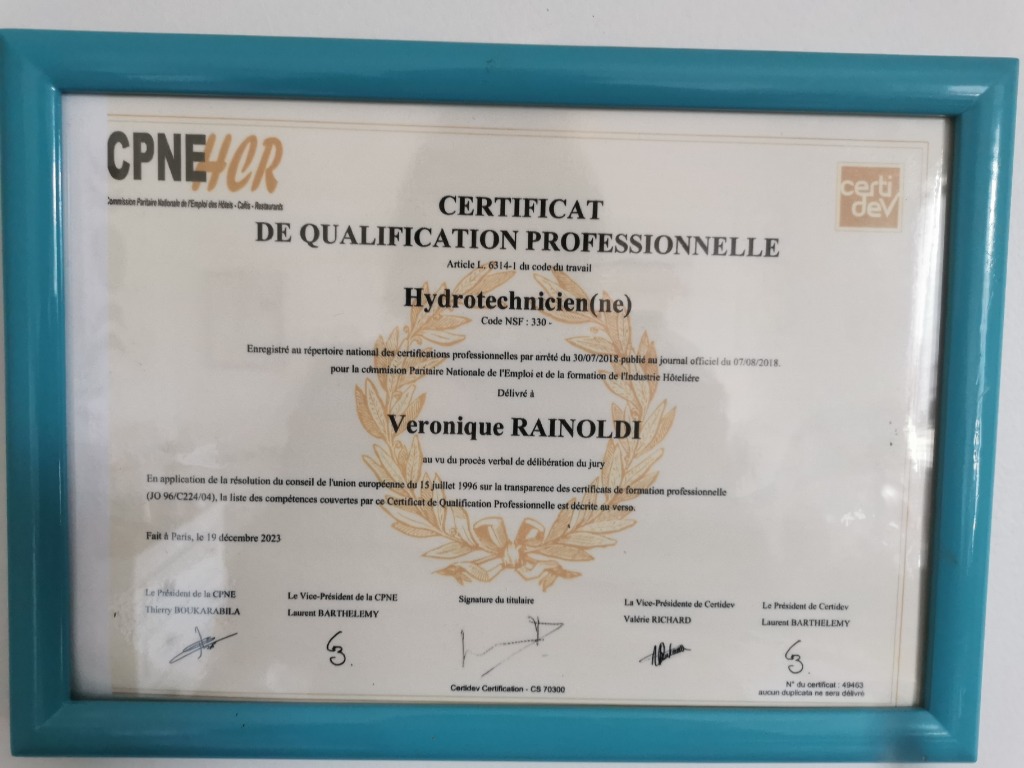 CPNE HCR
Commission Paritaire Nationale de l'Emploi des Hôtels - Cafés - Restaurants
certi
deV
CERTIFICAT
DE QUALIFICATION PROFESSIONNELLE
Article L. 6314-1 du code du travail
Hydrotechnicien(ne)
Code NSF : 330 -
Enregistré au répertoire national des certifications professionnelles par arrêté du 30/07/2018 publié au journal officiel du 07/08/2018.
pour la commission Paritaire Nationale de l'Emploi et de la formation de l'Industrie Hôtelière
Délivré à
Veronique RAINOLDI
au vu du procès verbal de délibération du jury
En application de la résolution du conseil de l'union européenne du 15 juillet 1996 sur la transparence des certificats de formation professionnelle
(JO 96/C224/04), la liste des compétences couvertes par ce Certificat de Qualification Professionnelle est décrite au verso.
Fait à Paris, le 19 décembre 2023
Le Président de la CPNE
Thierry BOUKARABILA
Le Vice-Président de la CPNE
Laurent BARTHELEMY
Signature du titulaire
La Vice-Présidente de Certidev
Valérie RICHARD
Le Président de Certidev
Laurent BARTHELEMY
Certidev Certification - CS 70300
N° du certificat : 49463
aucun duplicata ne sera délivré